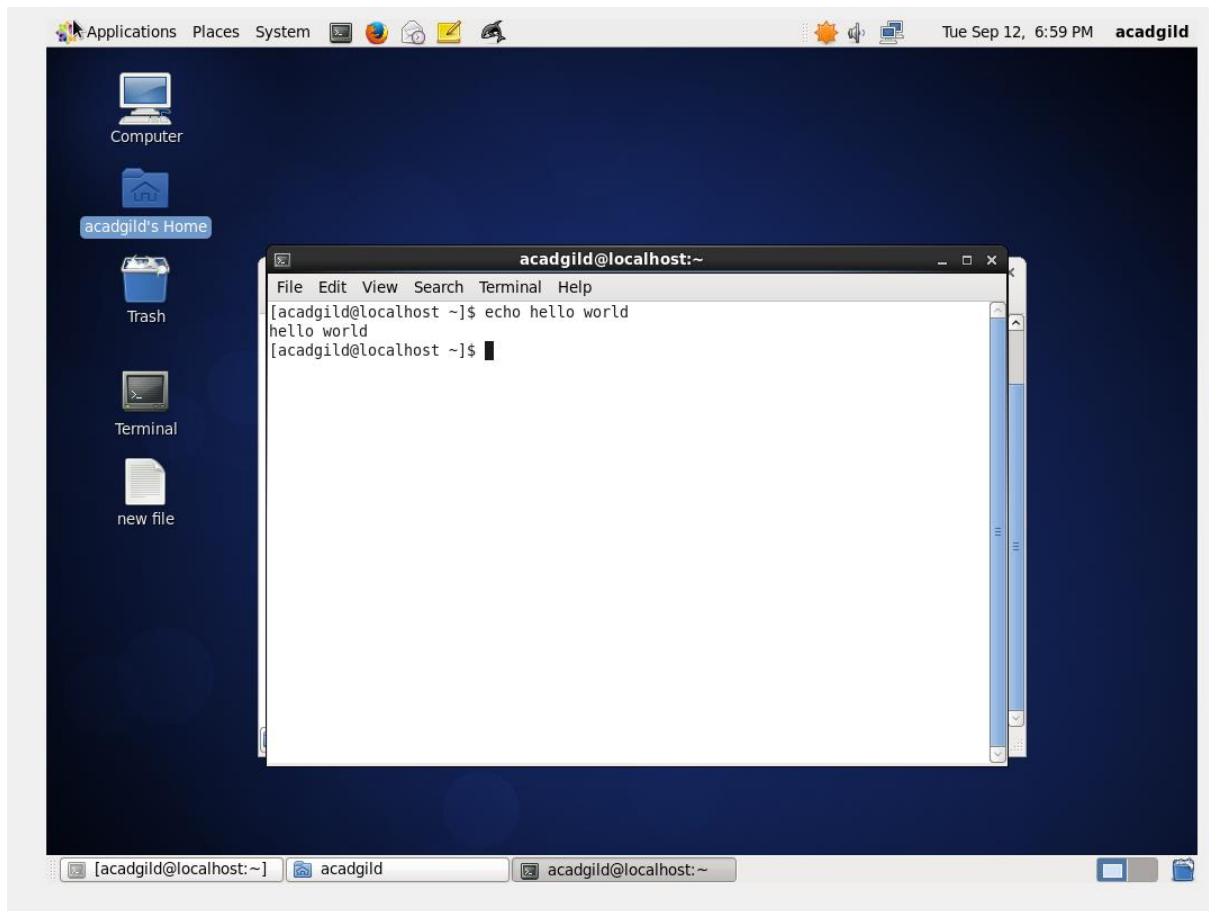 Applications Places System Tue Sep 12, 6:59 PM acadgild
Computer
acadgild's Home
Trash
Terminal
new file
acadgild@localhost:~
File Edit View Search Terminal Help
[acadgild@localhost ~]$ echo hello world
hello world
[acadgild@localhost ~]$
[acadgild@localhost:~] acadgild acadgild@localhost:~